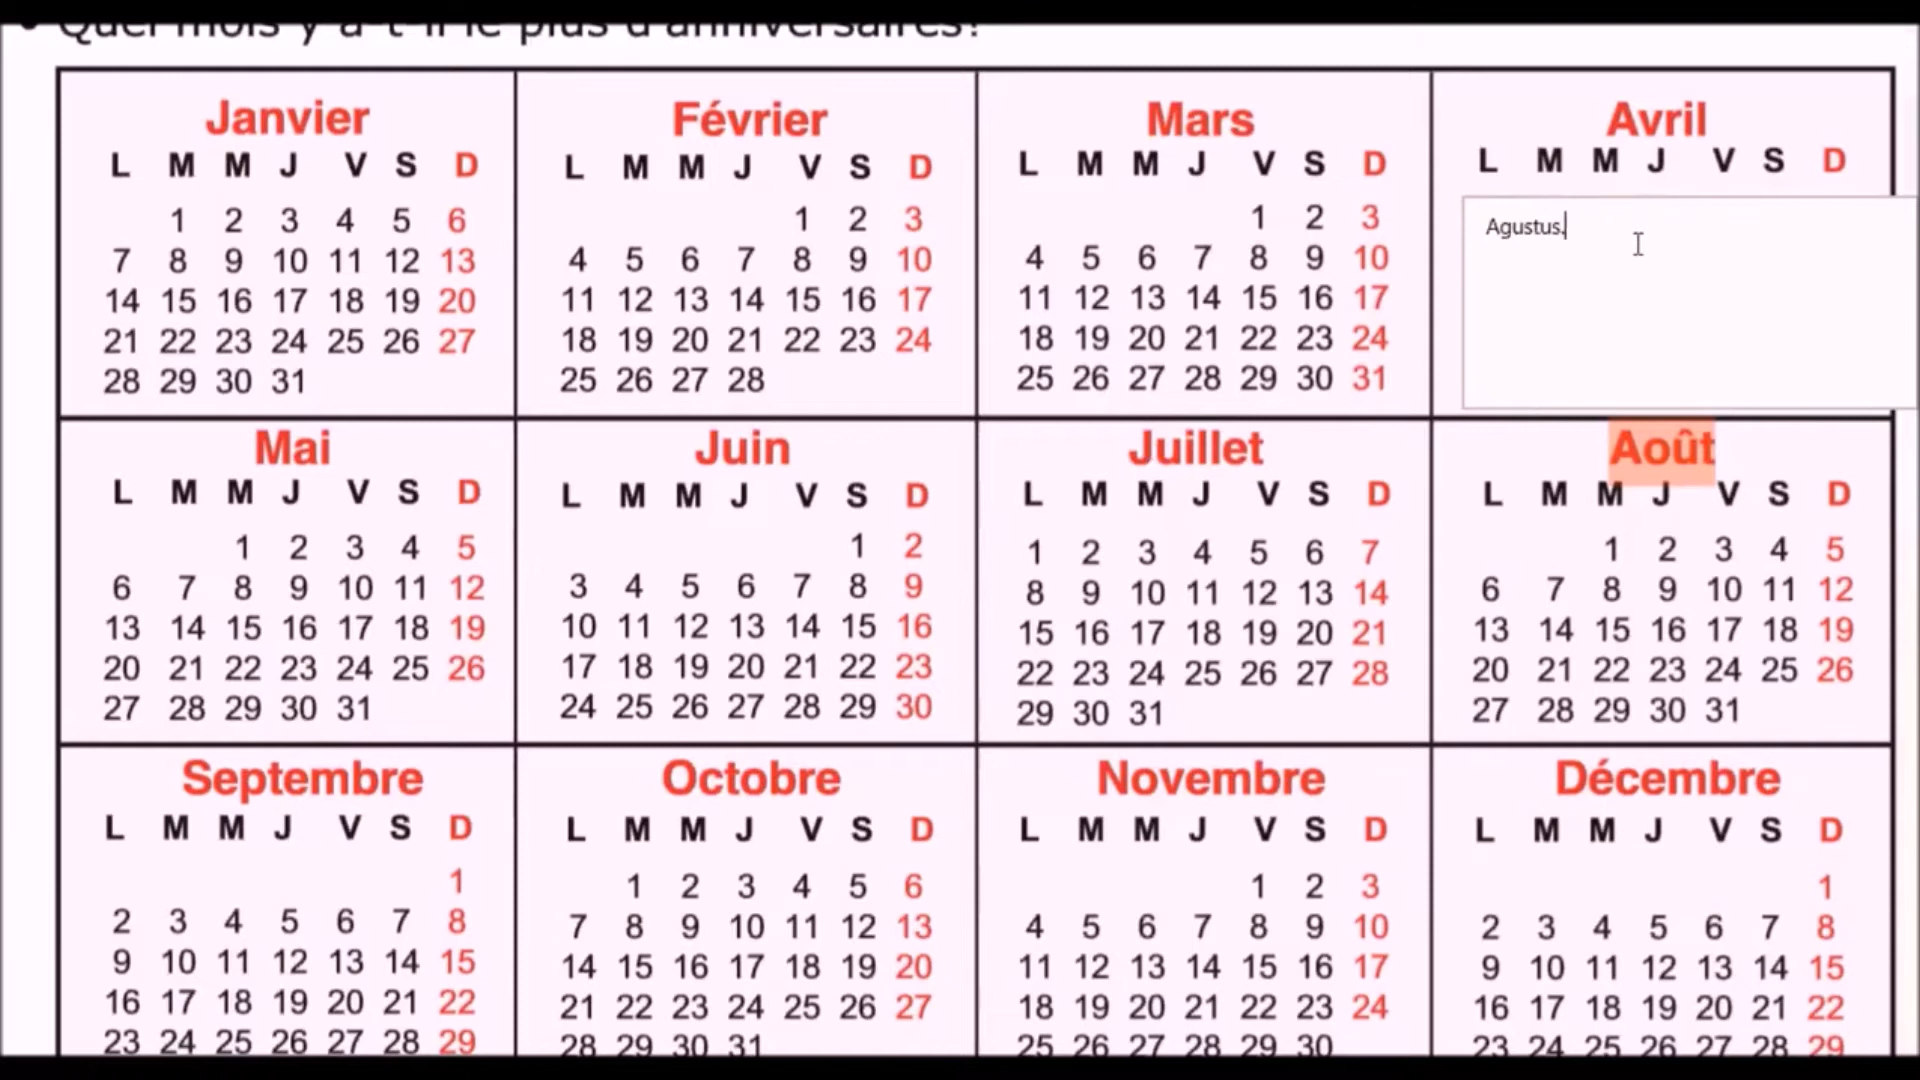 • Quel mois y a-t-il le plus d'anniversaires?
Janvier
L M M J V S D
1 2 3 4 5 6
7 8 9 10 11 12 13
14 15 16 17 18 19 20
21 22 23 24 25 26 27
28 29 30 31
Février
L M M J V S D
1 2 3
4 5 6 7 8 9 10
11 12 13 14 15 16 17
18 19 20 21 22 23 24
25 26 27 28
Mars
L M M J V S D
1 2 3
4 5 6 7 8 9 10
11 12 13 14 15 16 17
18 19 20 21 22 23 24
25 26 27 28 29 30 31
Avril
L M M J V S D
Agustus.
Mai
L M M J V S D
1 2 3 4 5
6 7 8 9 10 11 12
13 14 15 16 17 18 19
20 21 22 23 24 25 26
27 28 29 30 31
Juin
L M M J V S D
1 2
3 4 5 6 7 8 9
10 11 12 13 14 15 16
17 18 19 20 21 22 23
24 25 26 27 28 29 30
Juillet
L M M J V S D
1 2 3 4 5 6 7
8 9 10 11 12 13 14
15 16 17 18 19 20 21
22 23 24 25 26 27 28
29 30 31
Août
L M M J V S D
1 2 3 4 5
6 7 8 9 10 11 12
13 14 15 16 17 18 19
20 21 22 23 24 25 26
27 28 29 30 31
Septembre
L M M J V S D
1
2 3 4 5 6 7 8
9 10 11 12 13 14 15
16 17 18 19 20 21 22
23 24 25 26 27 28 29
Octobre
L M M J V S D
1 2 3 4 5 6
7 8 9 10 11 12 13
14 15 16 17 18 19 20
21 22 23 24 25 26 27
28 29 30 31
Novembre
L M M J V S D
1 2 3
4 5 6 7 8 9 10
11 12 13 14 15 16 17
18 19 20 21 22 23 24
25 26 27 28 29 30
Décembre
L M M J V S D
1
2 3 4 5 6 7 8
9 10 11 12 13 14 15
16 17 18 19 20 21 22
23 24 25 26 27 28 29